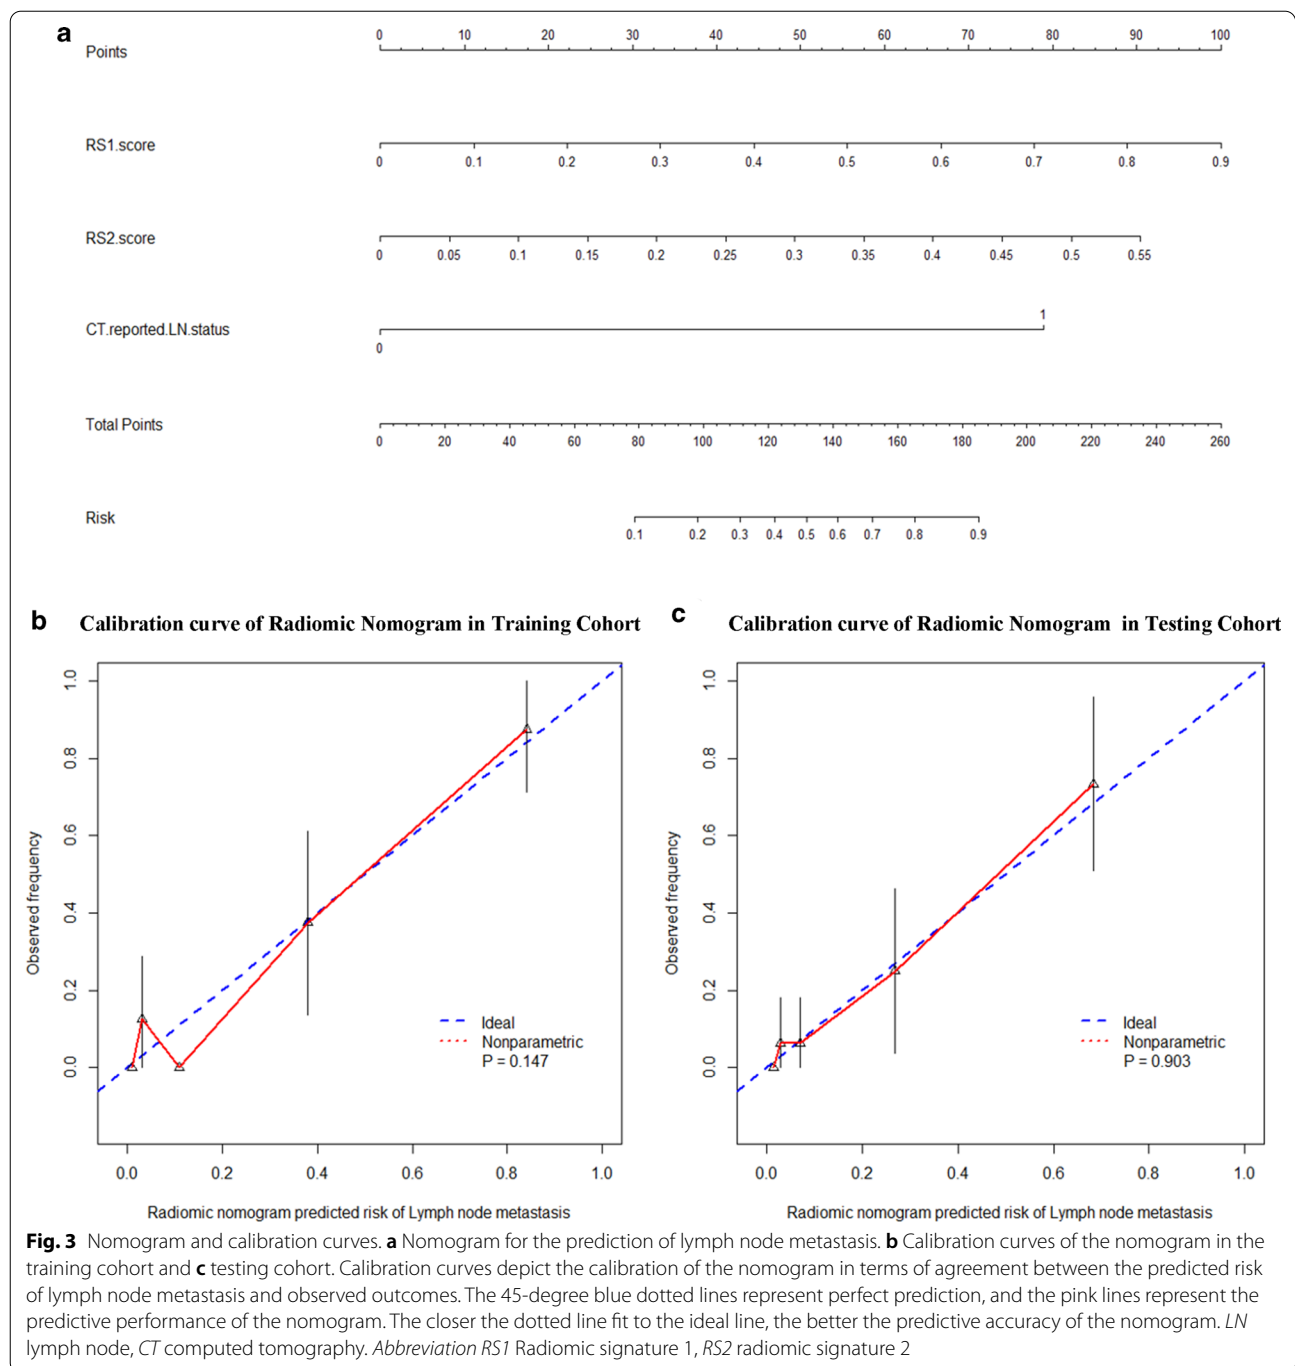 a
Points
0 10 20 30 40 50 60 70 80 90 100
RS1.score
0 0.1 0.2 0.3 0.4 0.5 0.6 0.7 0.8 0.9
RS2.score
0 0.05 0.1 0.15 0.2 0.25 0.3 0.35 0.4 0.45 0.5 0.55
CT.reported.LN.status
1
0
Total Points
0 20 40 60 80 100 120 140 160 180 200 220 240 260
Risk
0.1 0.2 0.3 0.4 0.5 0.6 0.7 0.8 0.9
b Calibration curve of Radiomic Nomogram in Training Cohort
Observed frequency
1.0
0.8
0.6
0.4
0.2
0.0
Ideal
Nonparametric
P = 0.147
0.0 0.2 0.4 0.6 0.8 1.0
Radiomic nomogram predicted risk of Lymph node metastasis
c Calibration curve of Radiomic Nomogram in Testing Cohort
Observed frequency
1.0
0.8
0.6
0.4
0.2
0.0
Ideal
Nonparametric
P = 0.903
0.0 0.2 0.4 0.6 0.8 1.0
Radiomic nomogram predicted risk of Lymph node metastasis
Fig. 3 Nomogram and calibration curves. a Nomogram for the prediction of lymph node metastasis. b Calibration curves of the nomogram in the
training cohort and c testing cohort. Calibration curves depict the calibration of the nomogram in terms of agreement between the predicted risk
of lymph node metastasis and observed outcomes. The 45-degree blue dotted lines represent perfect prediction, and the pink lines represent the
predictive performance of the nomogram. The closer the dotted line fit to the ideal line, the better the predictive accuracy of the nomogram. LN
lymph node, CT computed tomography. Abbreviation RS1 Radiomic signature 1, RS2 radiomic signature 2